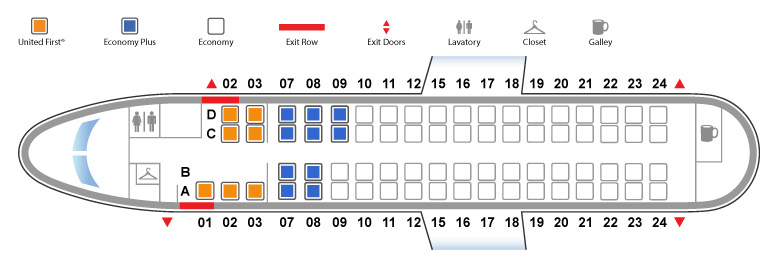 United First® Economy Plus Economy Exit Row Exit Doors Lavatory Closet Galley
02 03 07 08 09 10 11 12 15 16 17 18 19 20 21 22 23 24
D
C
B
A
01 02 03 07 08 09 10 11 12 15 16 17 18 19 20 21 22 23 24